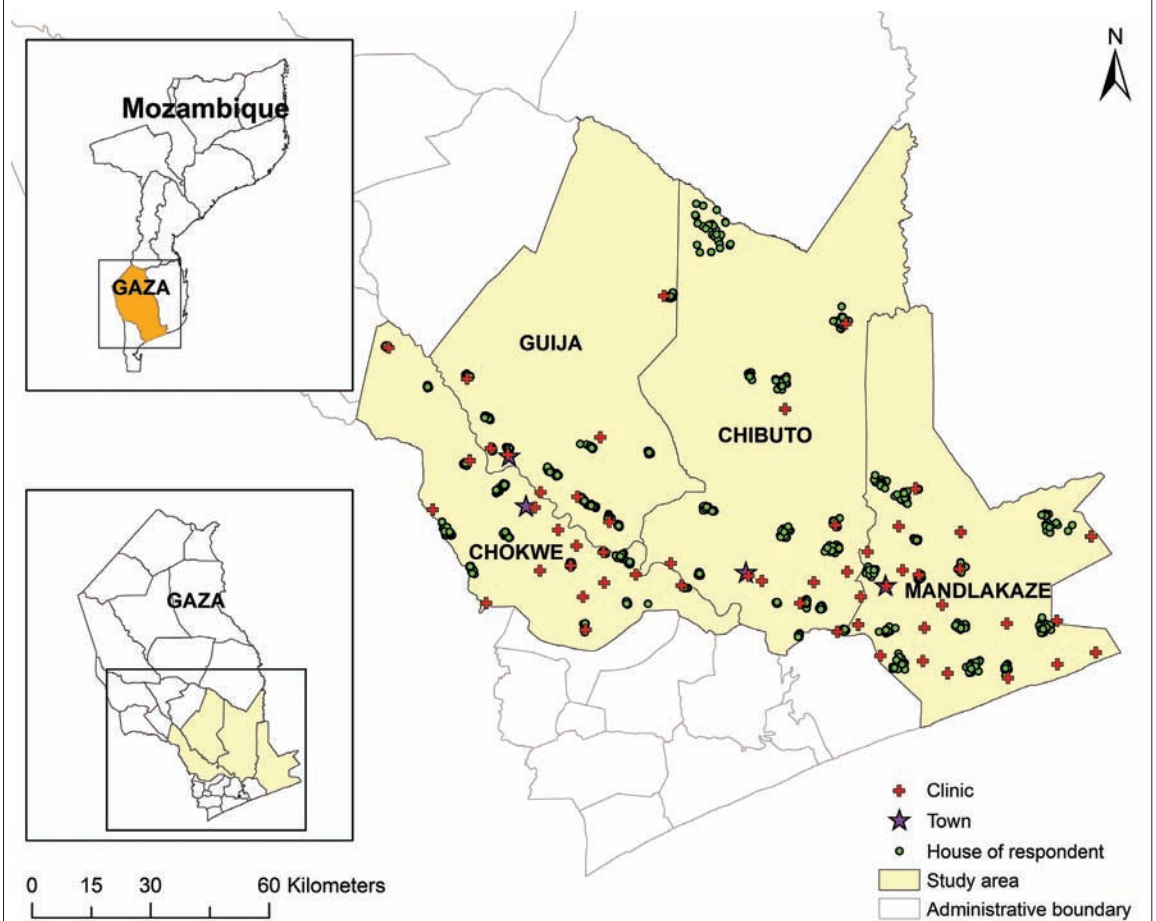 N
Mozambique
GAZA
GUIJA
CHIBUTO
CHOKWE
MANDLAKAZE
GAZA
Clinic
Town
House of respondent
Study area
Administrative boundary
0 15 30 60 Kilometers